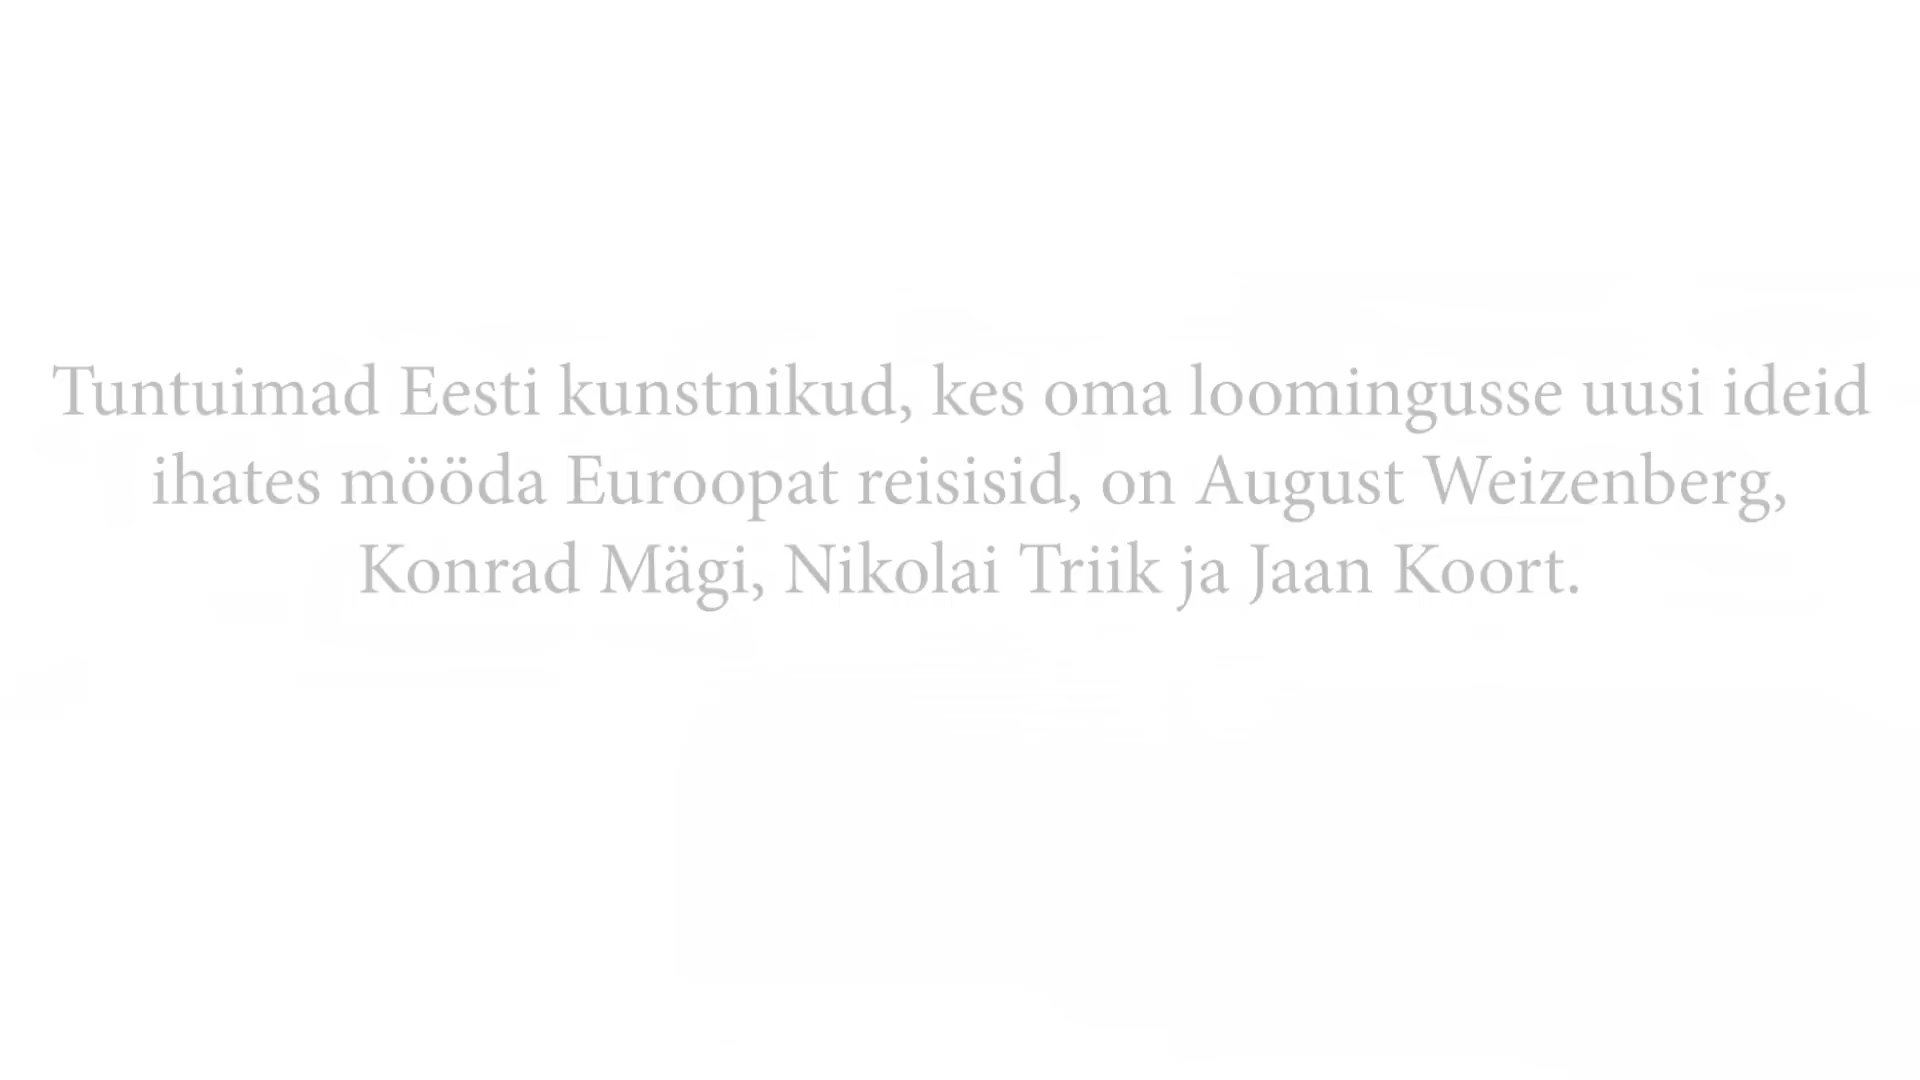 Tuntuimad Eesti kunstnikud, kes oma loomingusse uusi ideid
ihates mööda Euroopat reisisid, on August Weizenberg,
Konrad Mägi, Nikolai Triik ja Jaan Koort.